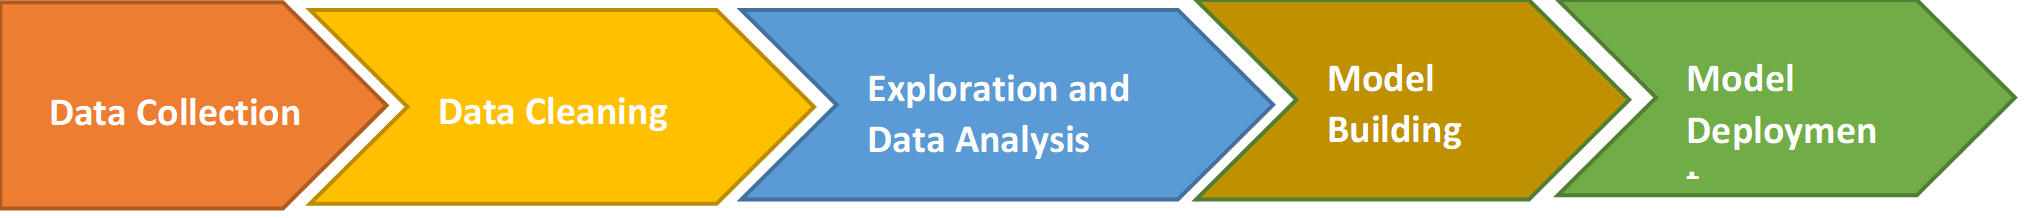 Data Collection
Data Cleaning
Exploration and
Data Analysis
Model
Building
Model
Deploymen
t